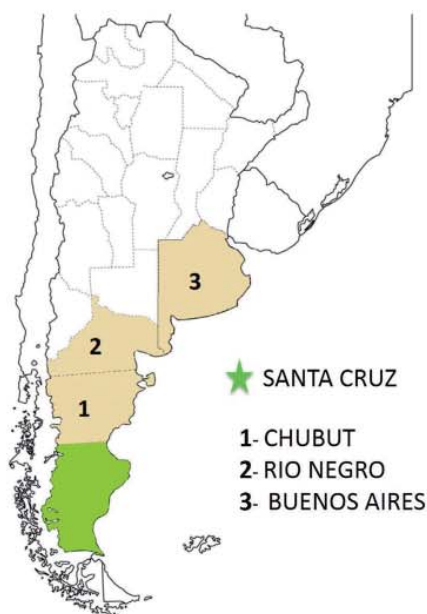 3
2
1
SANTA CRUZ
1- CHUBUT
2- RIO NEGRO
3- BUENOS AIRES